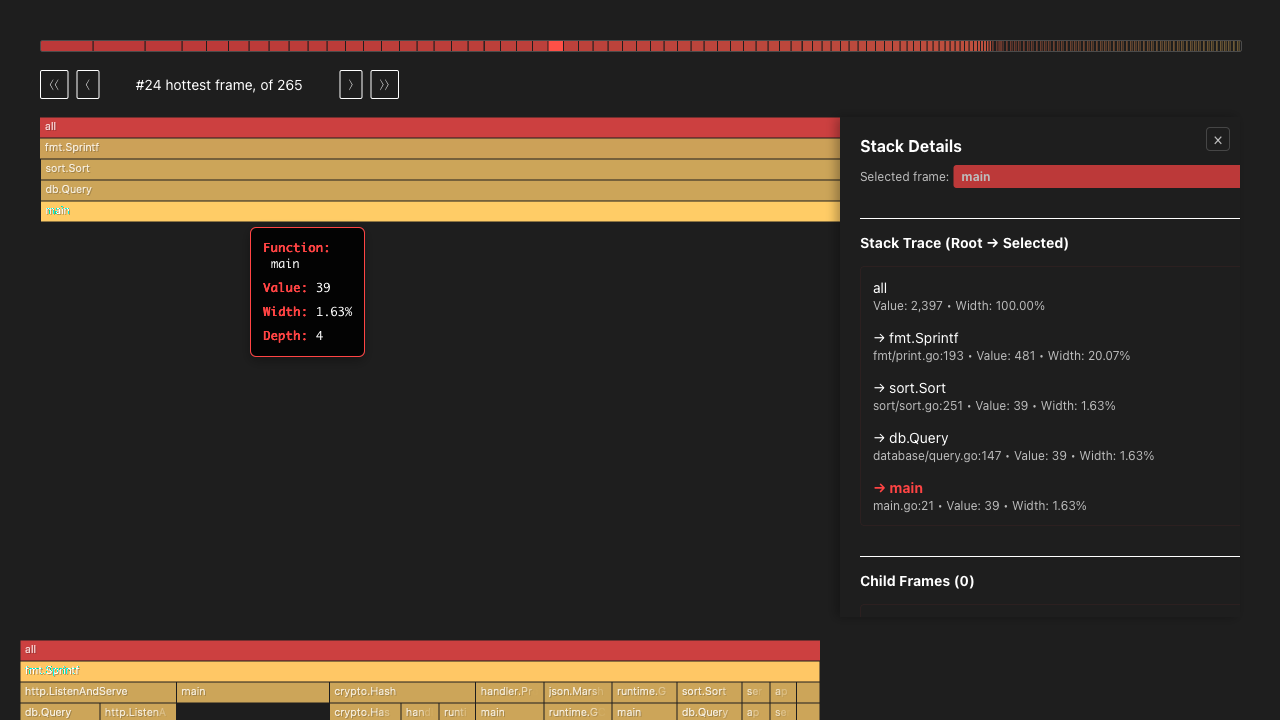 《 〈 #24 hottest frame, of 265 〉 》
all
fmt.Sprintf
sort.Sort
db.Query
main
Function:
main
Value: 39
Width: 1.63%
Depth: 4
Stack Details
×
Selected frame: main
Stack Trace (Root → Selected)
all
Value: 2,397 • Width: 100.00%
→ fmt.Sprintf
fmt/print.go:193 • Value: 481 • Width: 20.07%
→ sort.Sort
sort/sort.go:251 • Value: 39 • Width: 1.63%
→ db.Query
database/query.go:147 • Value: 39 • Width: 1.63%
→ main
main.go:21 • Value: 39 • Width: 1.63%
Child Frames (0)
all
fmt.Sprintf
http.ListenAndServe main crypto.Hash handler.Pr json.Marsh runtime.G sort.Sort se ap
db.Query http.ListenA crypto.Has hand runti main runtime.G main db.Query ap se